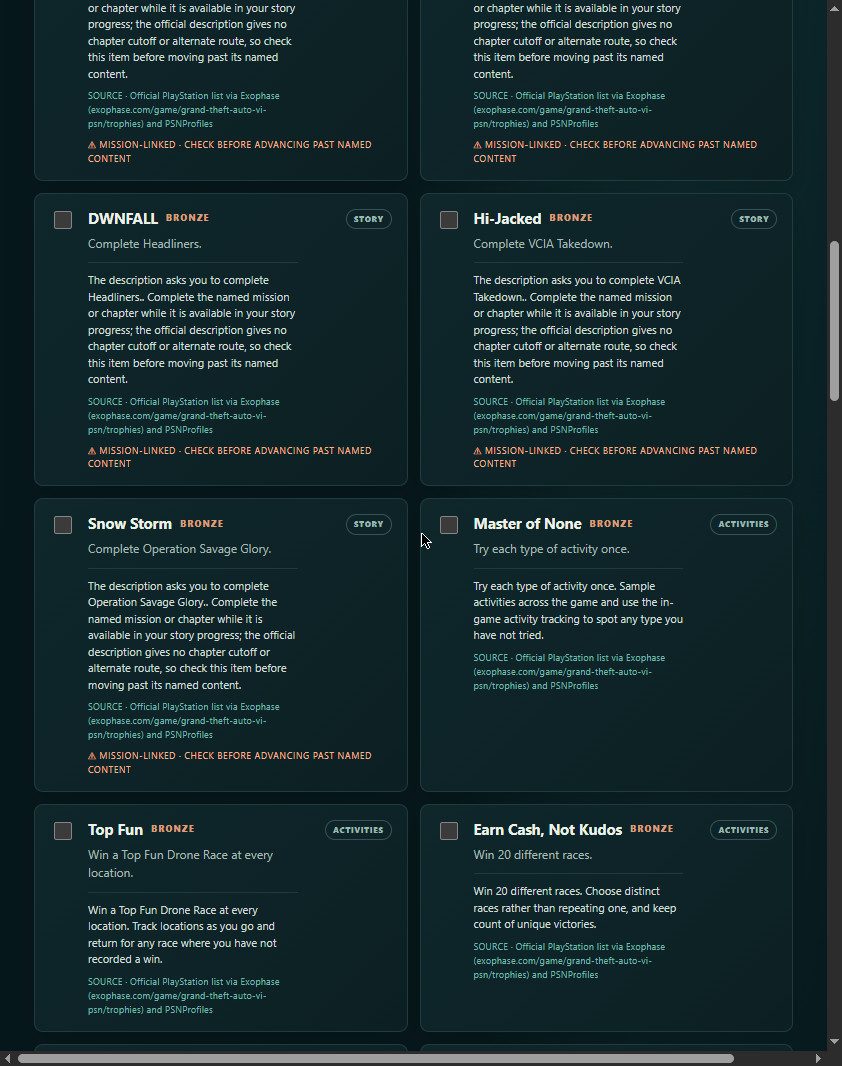 or chapter while it is available in your story
progress; the official description gives no
chapter cutoff or alternate route, so check
this item before moving past its named
content.
SOURCE · Official PlayStation list via Exophase
(exophase.com/game/grand-theft-auto-vi-
psn/trophies) and PSNProfiles
⚠ MISSION-LINKED · CHECK BEFORE ADVANCING PAST NAMED
CONTENT
or chapter while it is available in your story
progress; the official description gives no
chapter cutoff or alternate route, so check
this item before moving past its named
content.
SOURCE · Official PlayStation list via Exophase
(exophase.com/game/grand-theft-auto-vi-
psn/trophies) and PSNProfiles
⚠ MISSION-LINKED · CHECK BEFORE ADVANCING PAST NAMED
CONTENT
DWNFALL BRONZE STORY
Complete Headliners.
The description asks you to complete
Headliners.. Complete the named mission
or chapter while it is available in your story
progress; the official description gives no
chapter cutoff or alternate route, so check
this item before moving past its named
content.
SOURCE · Official PlayStation list via Exophase
(exophase.com/game/grand-theft-auto-vi-
psn/trophies) and PSNProfiles
⚠ MISSION-LINKED · CHECK BEFORE ADVANCING PAST NAMED
CONTENT
Hi-Jacked BRONZE STORY
Complete VCIA Takedown.
The description asks you to complete VCIA
Takedown.. Complete the named mission
or chapter while it is available in your story
progress; the official description gives no
chapter cutoff or alternate route, so check
this item before moving past its named
content.
SOURCE · Official PlayStation list via Exophase
(exophase.com/game/grand-theft-auto-vi-
psn/trophies) and PSNProfiles
⚠ MISSION-LINKED · CHECK BEFORE ADVANCING PAST NAMED
CONTENT
Snow Storm BRONZE STORY
Complete Operation Savage Glory.
The description asks you to complete
Operation Savage Glory.. Complete the
named mission or chapter while it is
available in your story progress; the official
description gives no chapter cutoff or
alternate route, so check this item before
moving past its named content.
SOURCE · Official PlayStation list via Exophase
(exophase.com/game/grand-theft-auto-vi-
psn/trophies) and PSNProfiles
⚠ MISSION-LINKED · CHECK BEFORE ADVANCING PAST NAMED
CONTENT
Master of None BRONZE ACTIVITIES
Try each type of activity once.
Try each type of activity once. Sample
activities across the game and use the in-
game activity tracking to spot any type you
have not tried.
SOURCE · Official PlayStation list via Exophase
(exophase.com/game/grand-theft-auto-vi-
psn/trophies) and PSNProfiles
Top Fun BRONZE ACTIVITIES
Win a Top Fun Drone Race at every
location.
Win a Top Fun Drone Race at every
location. Track locations as you go and
return for any race where you have not
recorded a win.
SOURCE · Official PlayStation list via Exophase
(exophase.com/game/grand-theft-auto-vi-
psn/trophies) and PSNProfiles
Earn Cash, Not Kudos BRONZE ACTIVITIES
Win 20 different races.
Win 20 different races. Choose distinct
races rather than repeating one, and keep
count of unique victories.
SOURCE · Official PlayStation list via Exophase
(exophase.com/game/grand-theft-auto-vi-
psn/trophies) and PSNProfiles